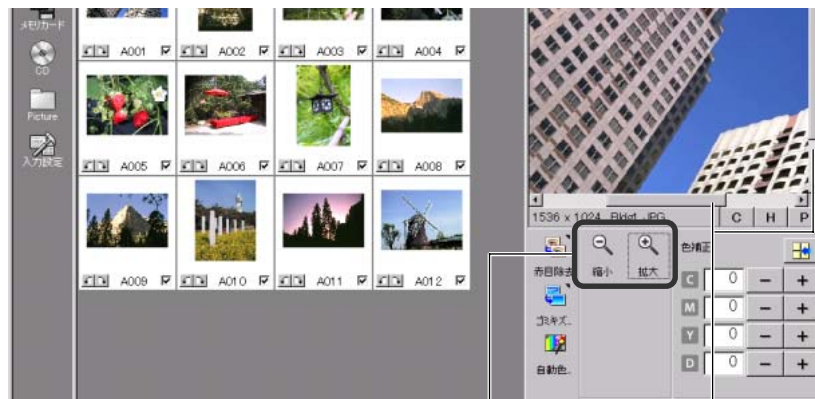 メモリカード
CD
Picture
入力設定
A001
A002
A003
A004
A005
A006
A007
A008
A009
A010
A011
A012
1536 x 1024 Bldg1.JPG
C H P
赤目除去
縮小
拡大
色補正
ゴミキズ..
自動色..
C 0 - +
M 0 - +
Y 0 - +
D 0 - +